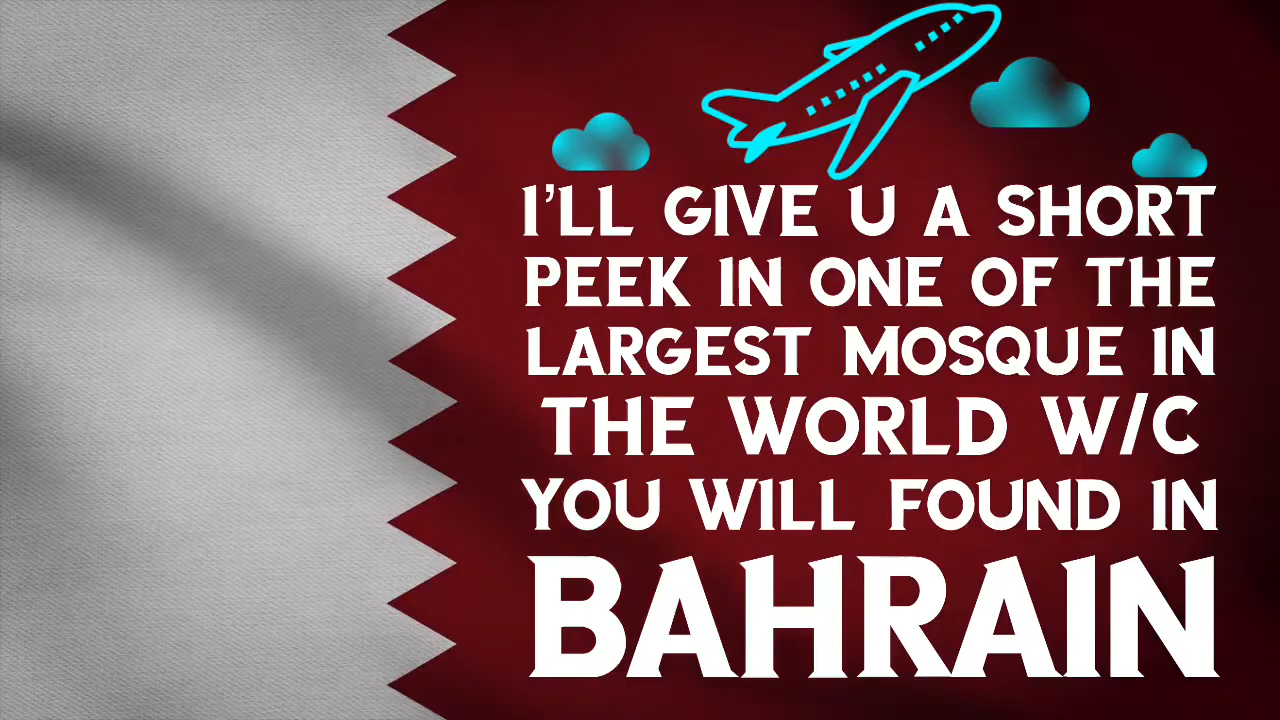 I'LL GIVE U A SHORT
PEEK IN ONE OF THE
LARGEST MOSQUE IN
THE WORLD W/C
YOU WILL FOUND IN
BAHRAIN